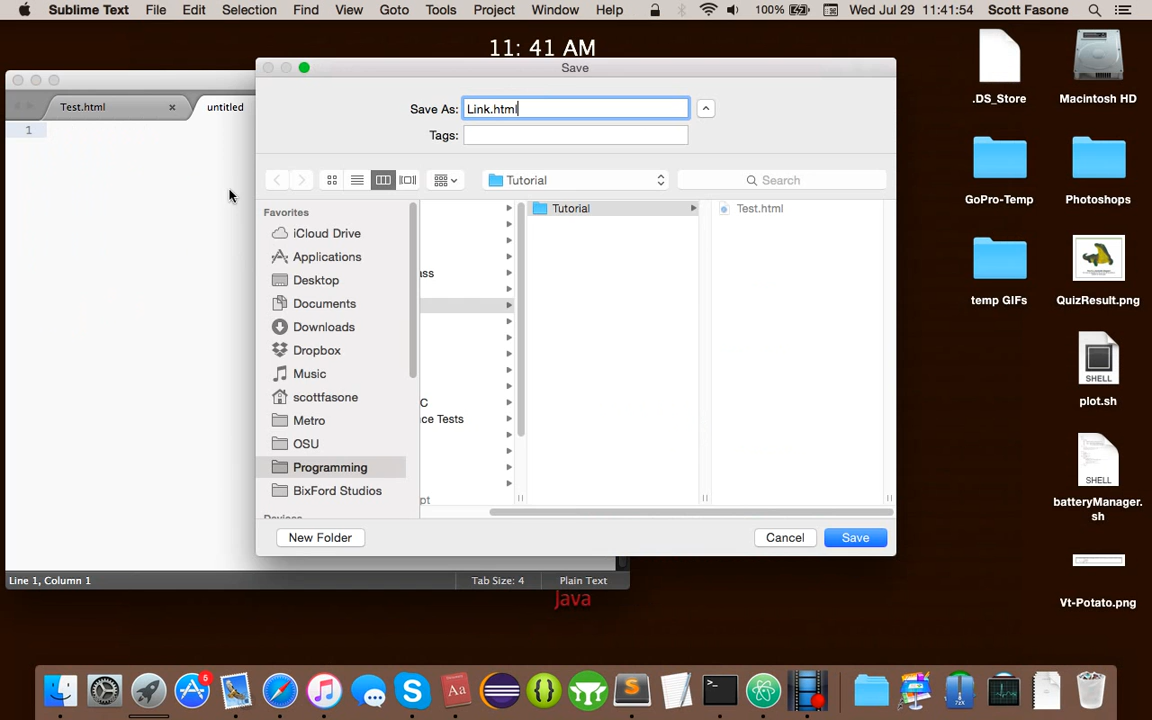 Sublime Text File Edit Selection Find View Goto Tools Project Window Help 100% Wed Jul 29 11:41:54 Scott Fasone
11: 41 AM
Save
Test.html untitled
Save As: Link.html
Tags:
1
Tutorial Search
Favorites
iCloud Drive
Applications
Desktop
Documents
Downloads
Dropbox
Music
scottfasone
Metro
OSU
Programming
BixFord Studios
Devices
ass
C
ce Tests
pt
Tutorial
Test.html
New Folder Cancel Save
Line 1, Column 1 Tab Size: 4 Plain Text
Java
.DS_Store Macintosh HD
GoPro-Temp Photoshops
temp GIFs QuizResult.png
SHELL
plot.sh
SHELL
batteryManager.
sh
Vt-Potato.png
6